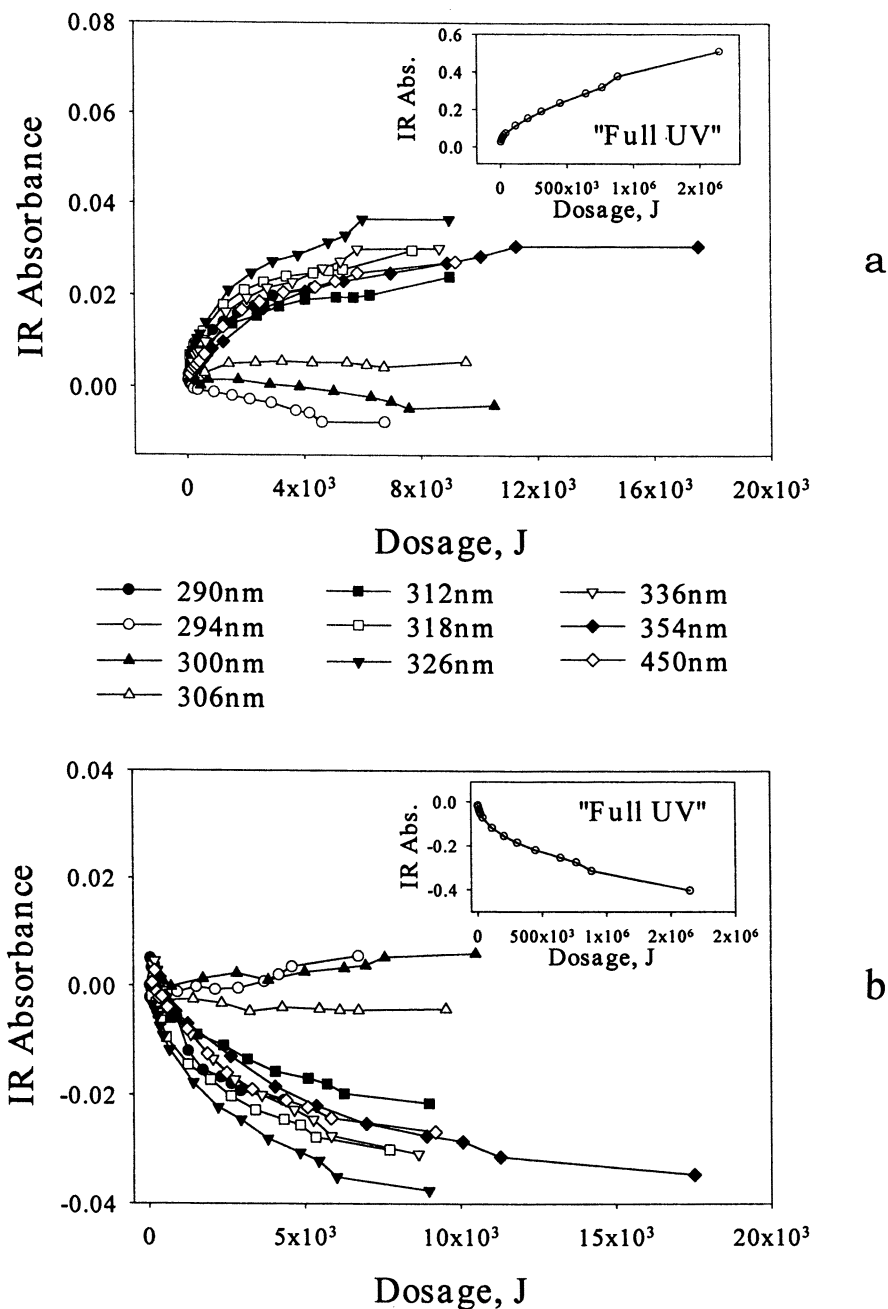 0.08
0.06
0.04
0.02
0.00
IR Absorbance
0.6
0.4
0.2
0.0
IR Abs.
"Full UV"
0 500x10³ 1x10⁶ 2x10⁶
Dosage, J
a
0 4x10³ 8x10³ 12x10³ 16x10³ 20x10³
Dosage, J
290nm 312nm 336nm
294nm 318nm 354nm
300nm 326nm 450nm
306nm
0.04
0.02
0.00
-0.02
-0.04
IR Absorbance
0.0
-0.2
-0.4
IR Abs.
"Full UV"
0 500x10³ 1x10⁶ 2x10⁶ 2x10⁶
Dosage, J
b
0 5x10³ 10x10³ 15x10³ 20x10³
Dosage, J